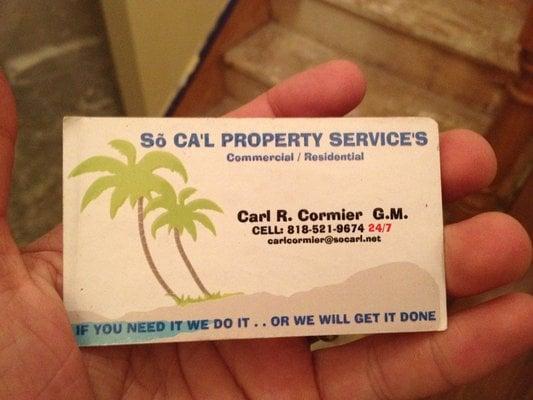 Sõ CA'L PROPERTY SERVICE'S
Commercial / Residential
Carl R. Cormier G.M.
CELL: 818-521-9674 24/7
carlcormier@socarl.net
IF YOU NEED IT WE DO IT . . OR WE WILL GET IT DONE